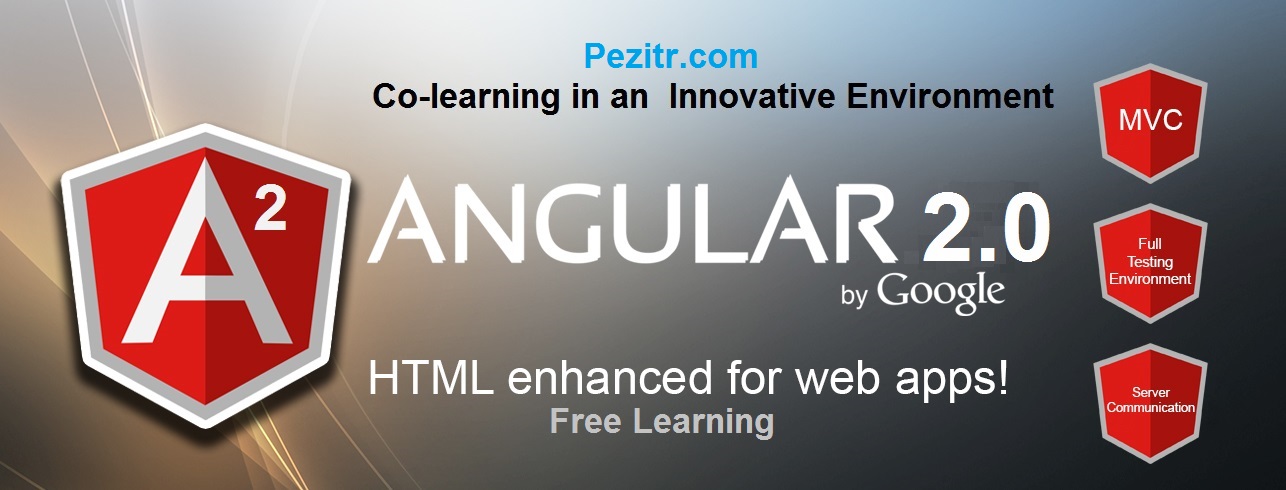 Pezitr.com
Co-learning in an Innovative Environment
A 2
ANGULAR 2.0
by Google
HTML enhanced for web apps!
Free Learning
MVC
Full
Testing
Environment
Server
Communication